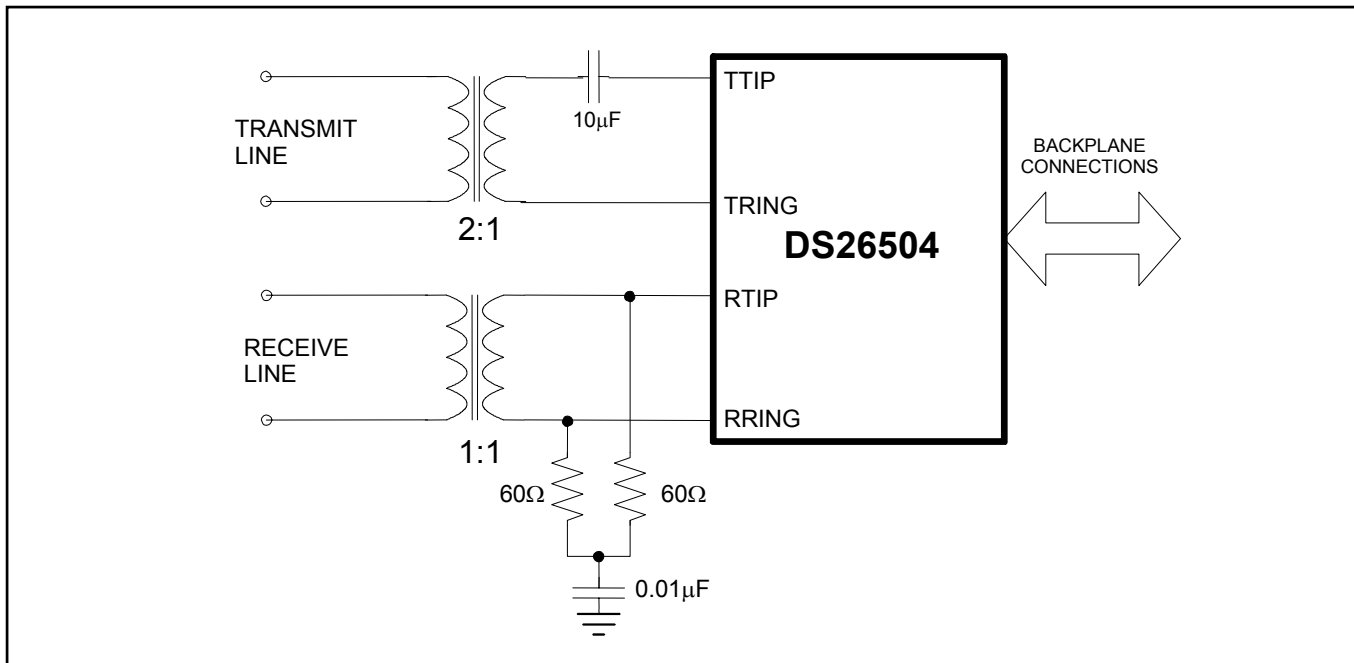 TRANSMIT
LINE
10μF
2:1
TTIP
TRING
DS26504
BACKPLANE
CONNECTIONS
RECEIVE
LINE
1:1
RTIP
RRING
60Ω
60Ω
0.01μF